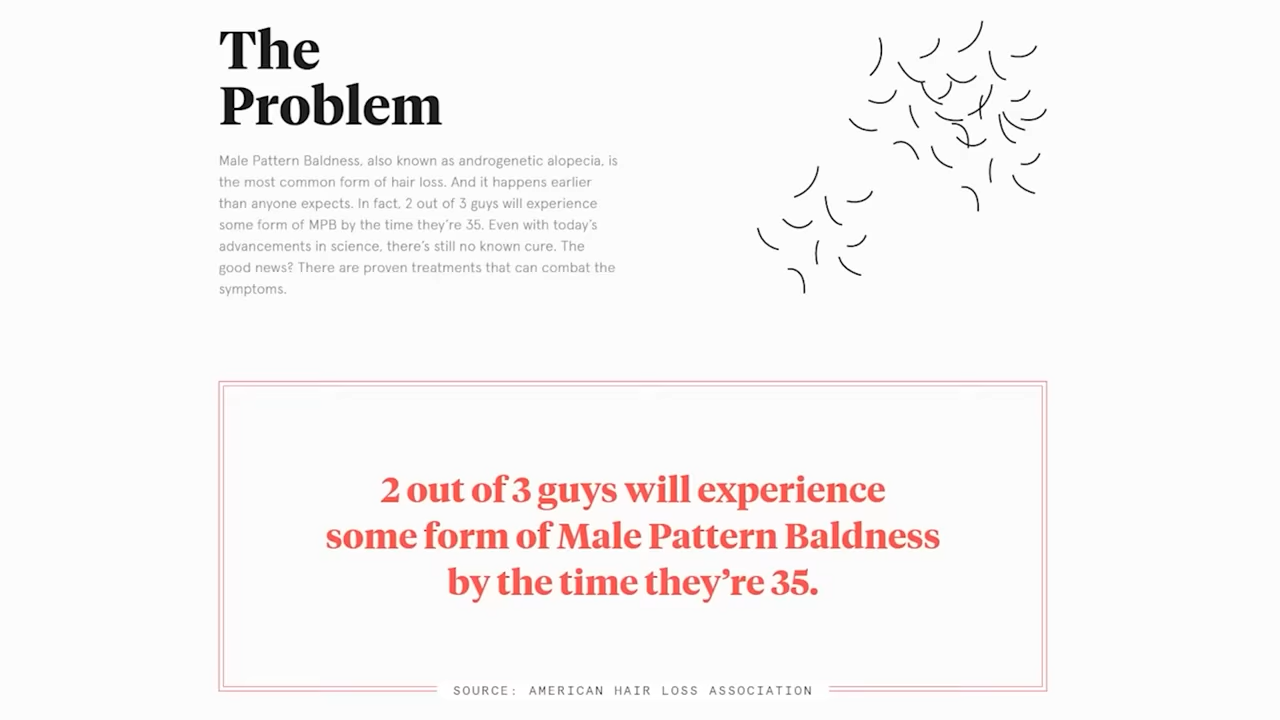 The
Problem
Male Pattern Baldness, also known as androgenetic alopecia, is
the most common form of hair loss. And it happens earlier
than anyone expects. In fact, 2 out of 3 guys will experience
some form of MPB by the time they’re 35. Even with today’s
advancements in science, there’s still no known cure. The
good news? There are proven treatments that can combat the
symptoms.
2 out of 3 guys will experience
some form of Male Pattern Baldness
by the time they’re 35.
SOURCE: AMERICAN HAIR LOSS ASSOCIATION